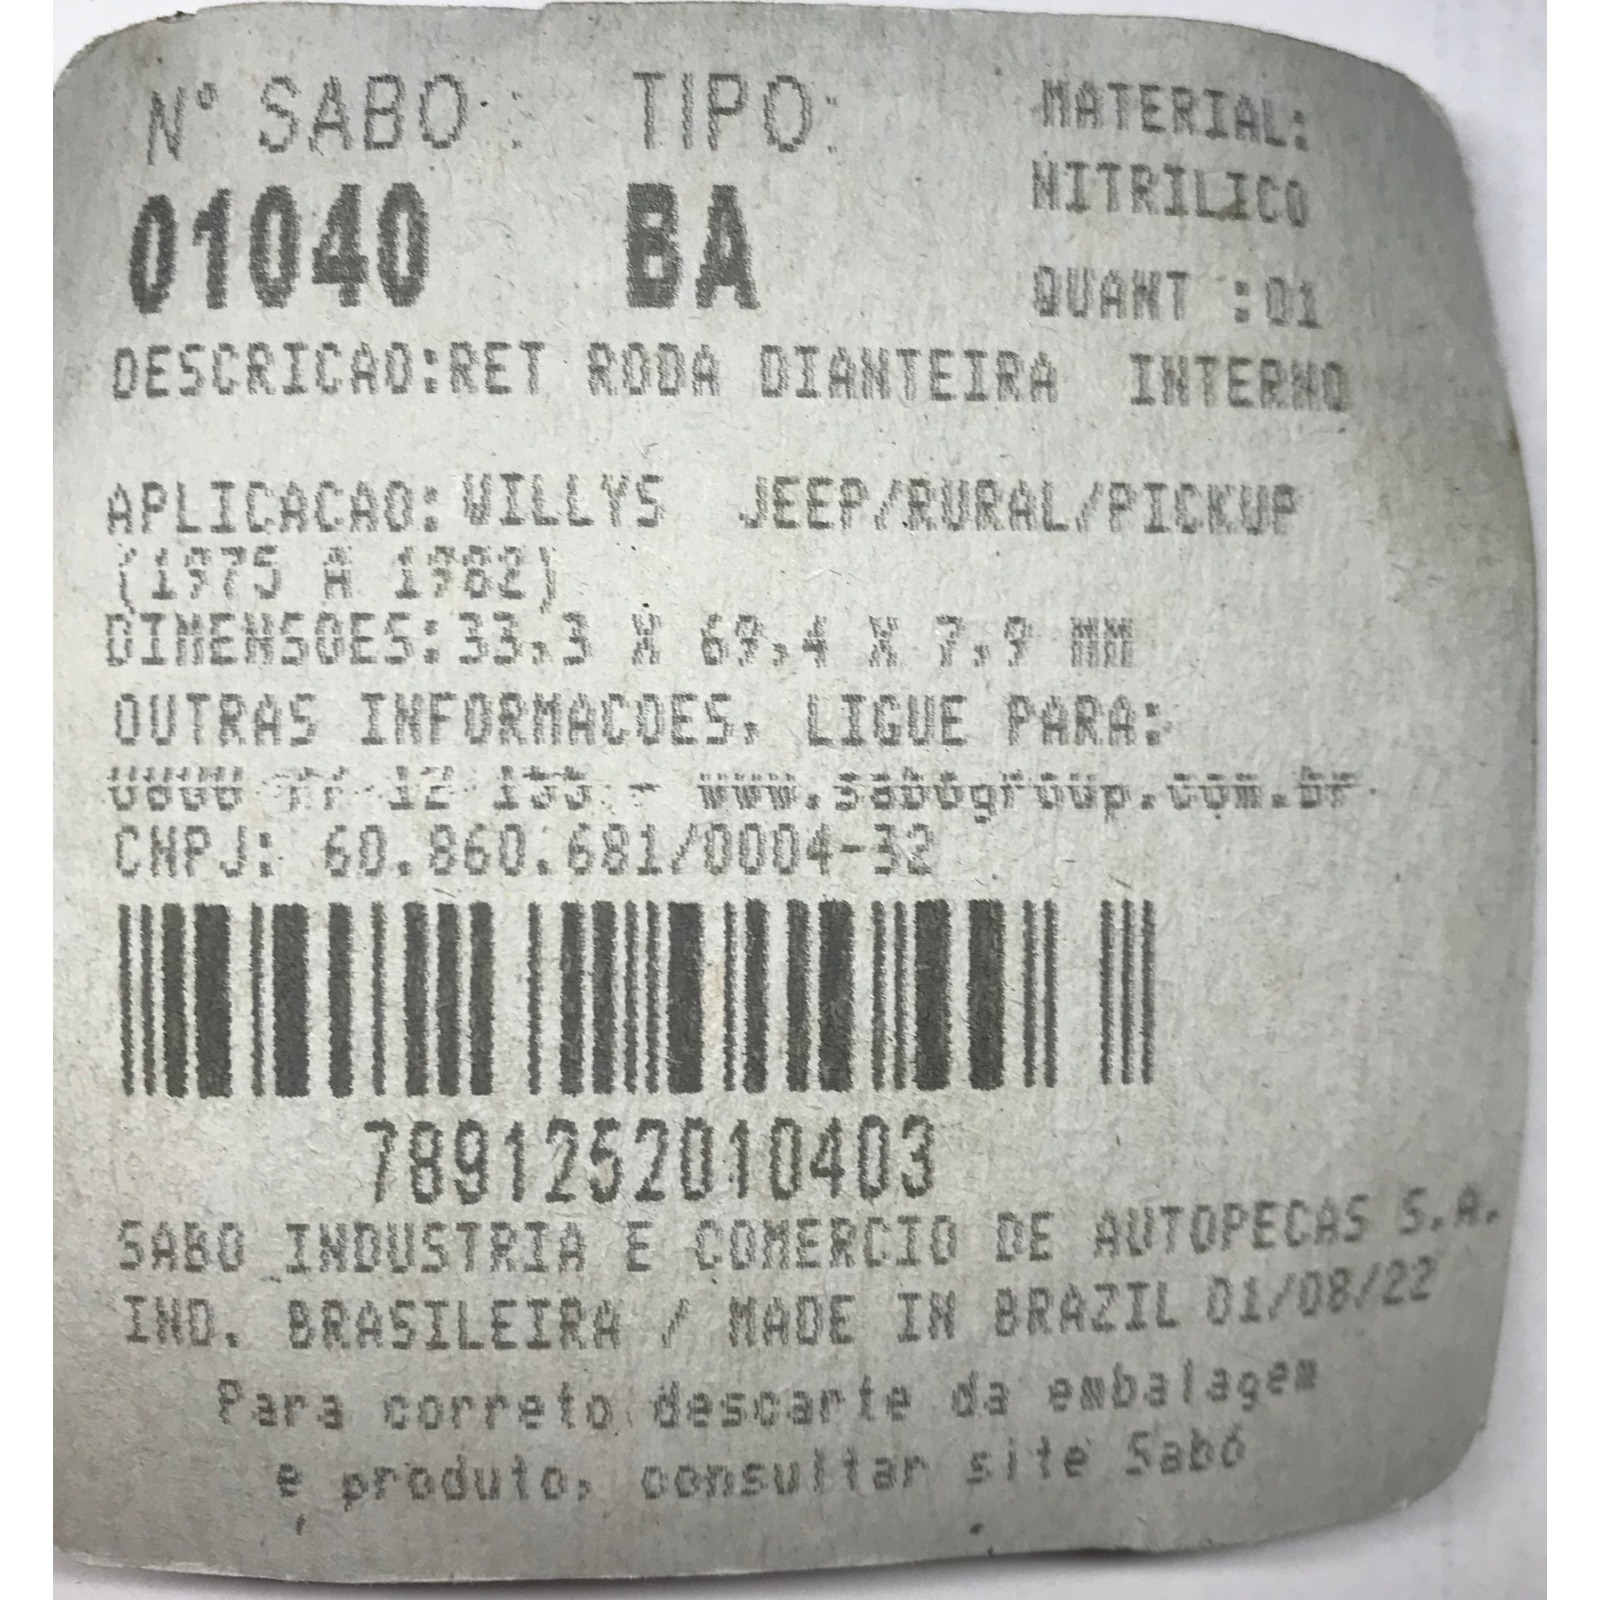 Nº SABO: TIPO: MATERIAL:
NITRILICO
01040 BA
QUANT :01
DESCRICAO:RET RODA DIANTEIRA INTERNO
APLICACAO:WILLYS JEEP/RURAL/PICKUP
(1975 A 1982)
DIMENSOES:33,3 X 69,4 X 7,9 MM
OUTRAS INFORMACOES, LIGUE PARA:
- www.sabogroup.com.br
CNPJ: 60.860.681/0004-32
7891252010403
SABO INDUSTRIA E COMERCIO DE AUTOPECAS S.A.
IND. BRASILEIRA / MADE IN BRAZIL 01/08/22
Para correto descarte da embalagem
e produto, consultar site Sabó